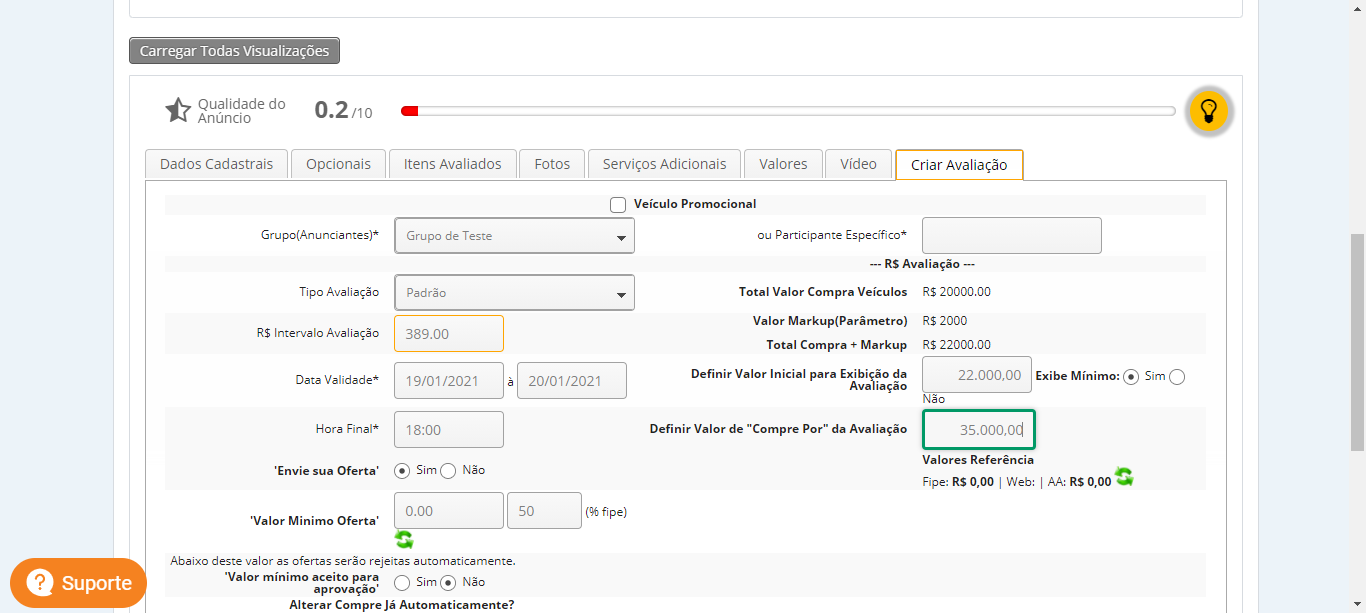 Carregar Todas Visualizações
Qualidade do
Anúncio
0.2 /10
Dados Cadastrais Opcionais Itens Avaliados Fotos Serviços Adicionais Valores Vídeo Criar Avaliação
Veículo Promocional
Grupo(Anunciantes)* Grupo de Teste ou Participante Específico*
--- R$ Avaliação ---
Tipo Avaliação Padrão Total Valor Compra Veículos R$ 20000.00
Valor Markup(Parâmetro) R$ 2000
R$ Intervalo Avaliação 389.00
Total Compra + Markup R$ 22000.00
Data Validade* 19/01/2021 à 20/01/2021
Definir Valor Inicial para Exibição da
Avaliação
22.000,00 Exibe Mínimo: Sim
Não
Hora Final* 18:00 Definir Valor de "Compre Por" da Avaliação 35.000,00
'Envie sua Oferta' Sim Não
Valores Referência
Fipe: R$ 0,00 | Web: | AA: R$ 0,00
'Valor Minimo Oferta' 0.00 50 (% fipe)
Abaixo deste valor as ofertas serão rejeitas automaticamente.
'Valor mínimo aceito para
aprovação' Sim Não
Alterar Compre Já Automaticamente?
? Suporte